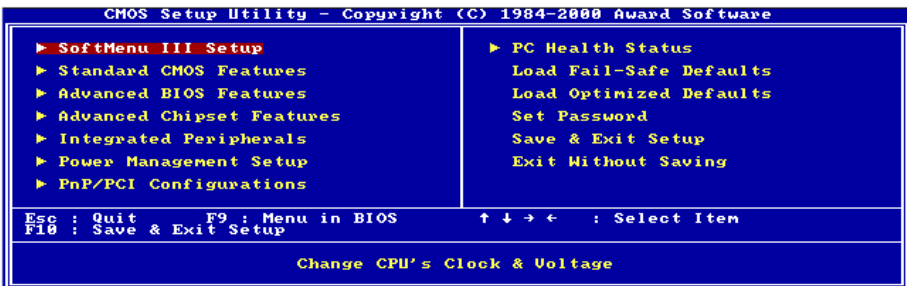 CMOS Setup Utility - Copyright (C) 1984-2000 Award Software
► SoftMenu III Setup
► Standard CMOS Features
► Advanced BIOS Features
► Advanced Chipset Features
► Integrated Peripherals
► Power Management Setup
► PnP/PCI Configurations
► PC Health Status
Load Fail-Safe Defaults
Load Optimized Defaults
Set Password
Save & Exit Setup
Exit Without Saving
Esc : Quit F9 : Menu in BIOS ↑ ↓ → ← : Select Item
F10 : Save & Exit Setup
Change CPU's Clock & Voltage